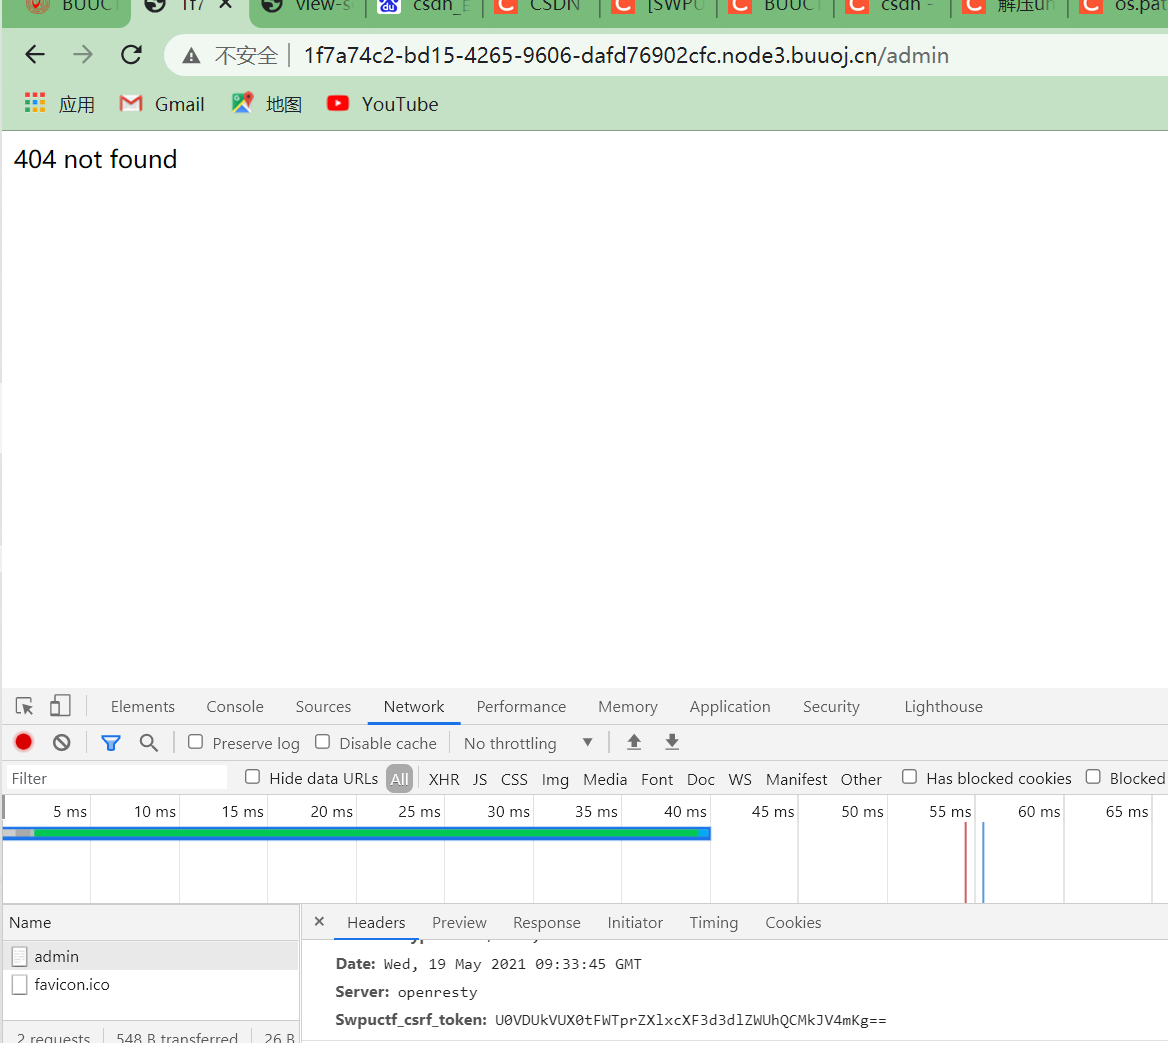 BUUCT 1f7 × view-s csdn_E CSDN [SWPU BUUCT csdn - 解压un os.pat
不安全 1f7a74c2-bd15-4265-9606-dafd76902cfc.node3.buuoj.cn/admin
应用 Gmail 地图 YouTube
404 not found
Elements Console Sources Network Performance Memory Application Security Lighthouse
Preserve log Disable cache No throttling
Filter Hide data URLs All XHR JS CSS Img Media Font Doc WS Manifest Other Has blocked cookies Blocked
5 ms 10 ms 15 ms 20 ms 25 ms 30 ms 35 ms 40 ms 45 ms 50 ms 55 ms 60 ms 65 ms
Name × Headers Preview Response Initiator Timing Cookies
admin
favicon.ico
Date: Wed, 19 May 2021 09:33:45 GMT
Server: openresty
Swpuctf_csrf_token: U0VDUkVUX0tFWTprZXlxcXF3d3dlZWUhQCMkJV4mKg==
2 requests 548 B transferred 26 B